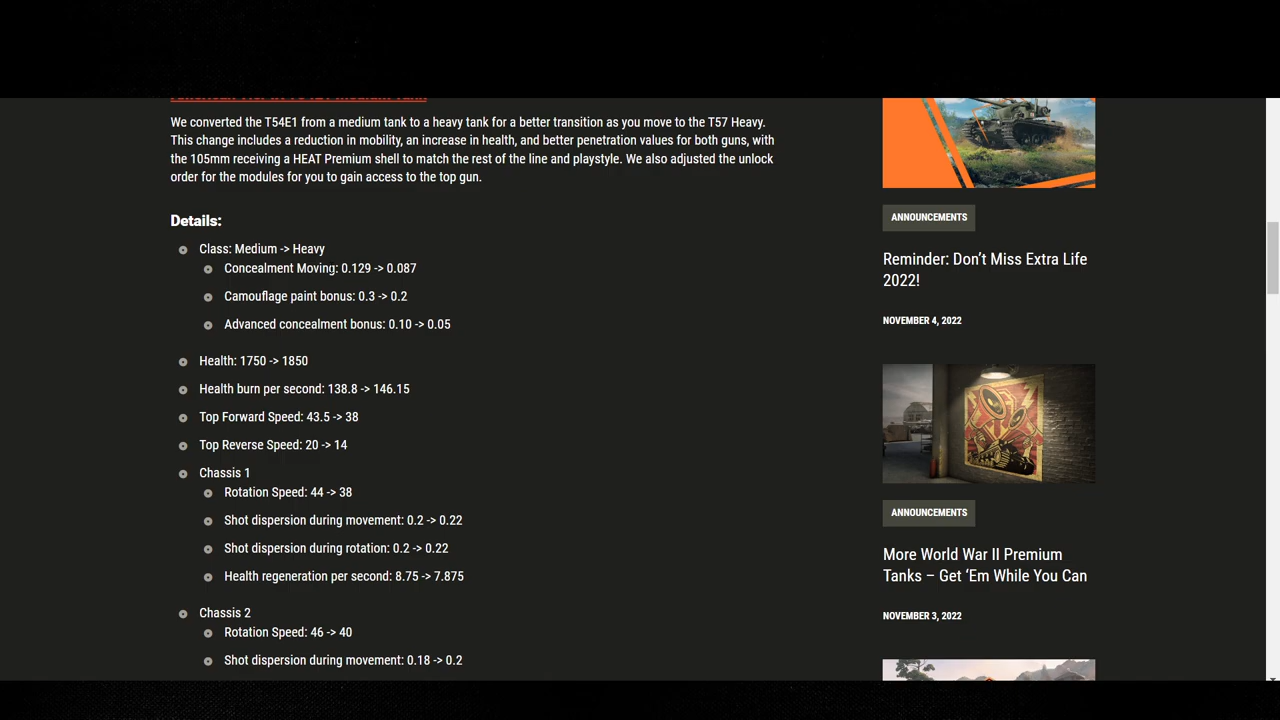 We converted the T54E1 from a medium tank to a heavy tank for a better transition as you move to the T57 Heavy.
This change includes a reduction in mobility, an increase in health, and better penetration values for both guns, with
the 105mm receiving a HEAT Premium shell to match the rest of the line and playstyle. We also adjusted the unlock
order for the modules for you to gain access to the top gun.
Details:
Class: Medium -> Heavy
Concealment Moving: 0.129 -> 0.087
Camouflage paint bonus: 0.3 -> 0.2
Advanced concealment bonus: 0.10 -> 0.05
Health: 1750 -> 1850
Health burn per second: 138.8 -> 146.15
Top Forward Speed: 43.5 -> 38
Top Reverse Speed: 20 -> 14
Chassis 1
Rotation Speed: 44 -> 38
Shot dispersion during movement: 0.2 -> 0.22
Shot dispersion during rotation: 0.2 -> 0.22
Health regeneration per second: 8.75 -> 7.875
Chassis 2
Rotation Speed: 46 -> 40
Shot dispersion during movement: 0.18 -> 0.2
ANNOUNCEMENTS
Reminder: Don’t Miss Extra Life
2022!
NOVEMBER 4, 2022
ANNOUNCEMENTS
More World War II Premium
Tanks – Get ‘Em While You Can
NOVEMBER 3, 2022